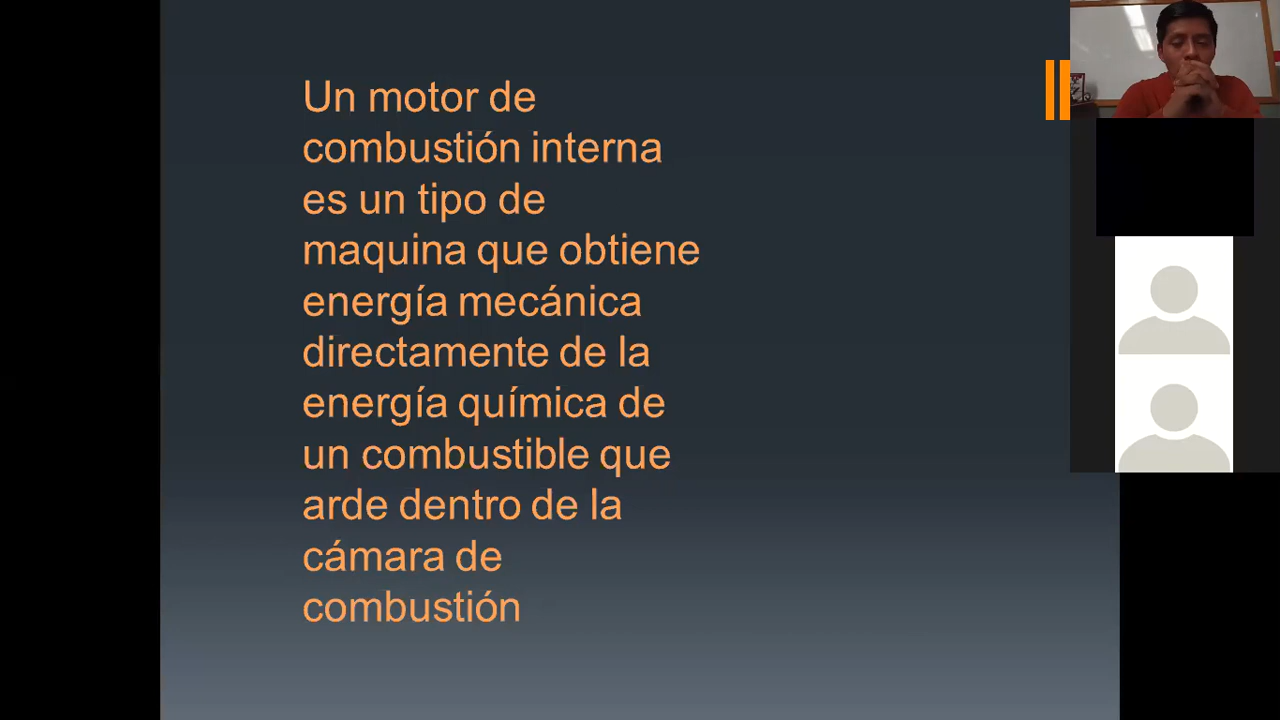 Un motor de
combustión interna
es un tipo de
maquina que obtiene
energía mecánica
directamente de la
energía química de
un combustible que
arde dentro de la
cámara de
combustión